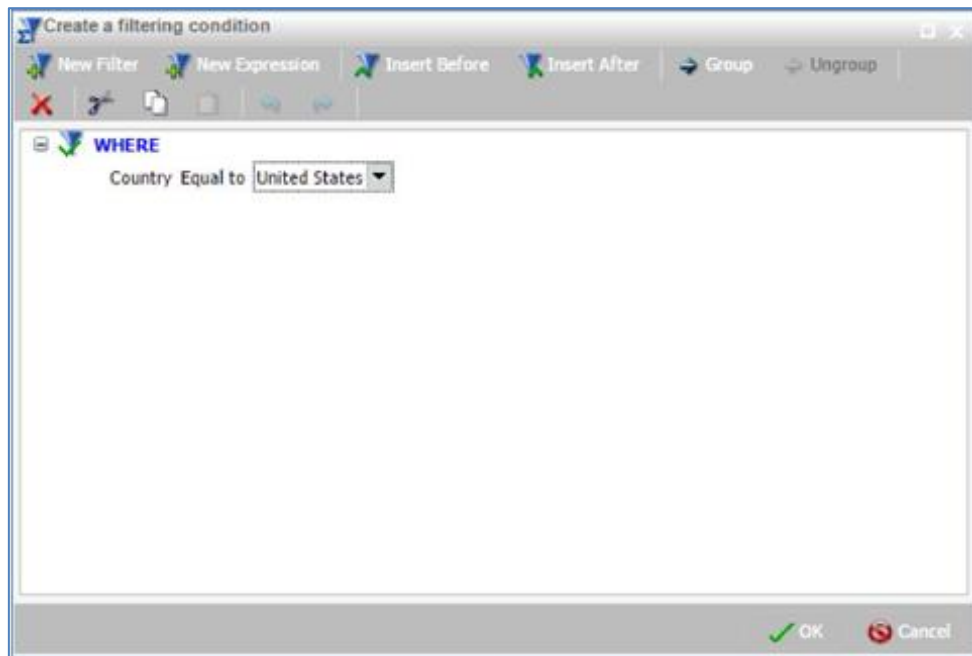 Create a filtering condition
New Filter New Expression Insert Before Insert After Group Ungroup
WHERE
Country Equal to United States
OK Cancel